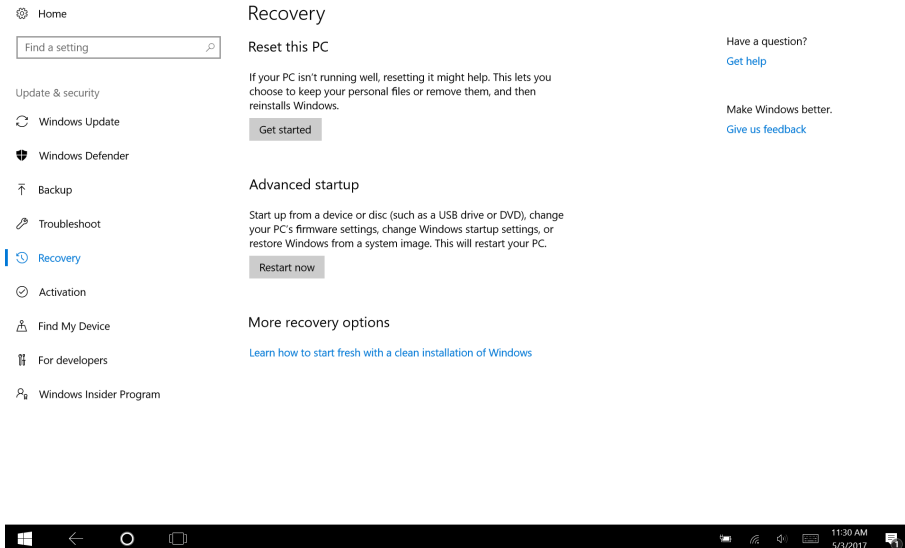 Home
Find a setting
Update & security
Windows Update
Windows Defender
Backup
Troubleshoot
Recovery
Activation
Find My Device
For developers
Windows Insider Program
Recovery
Reset this PC
If your PC isn't running well, resetting it might help. This lets you
choose to keep your personal files or remove them, and then
reinstalls Windows.
Get started
Advanced startup
Start up from a device or disc (such as a USB drive or DVD), change
your PC's firmware settings, change Windows startup settings, or
restore Windows from a system image. This will restart your PC.
Restart now
More recovery options
Learn how to start fresh with a clean installation of Windows
Have a question?
Get help
Make Windows better.
Give us feedback
11:30 AM
5/3/2017
1